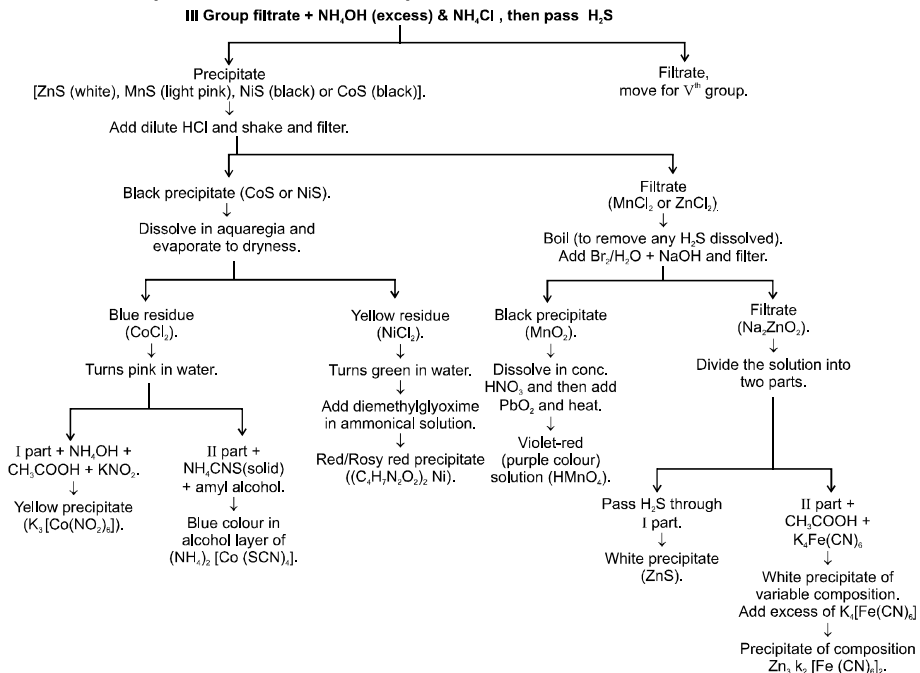 III Group filtrate + NH₄OH (excess) & NH₄Cl , then pass H₂S
Precipitate
[ZnS (white), MnS (light pink), NiS (black) or CoS (black)].
↓
Add dilute HCl and shake and filter.
Filtrate,
move for Vᵗʰ group.
Black precipitate (CoS or NiS).
↓
Dissolve in aquaregia and
evaporate to dryness.
Filtrate
(MnCl₂ or ZnCl₂)
↓
Boil (to remove any H₂S dissolved).
Add Br₂/H₂O + NaOH and filter.
Blue residue
(CoCl₂).
↓
Turns pink in water.
Yellow residue
(NiCl₂).
↓
Turns green in water.
↓
Add diemethylglyoxime
in ammonical solution.
↓
Red/Rosy red precipitate
((C₄H₇N₂O₂)₂ Ni).
Black precipitate
(MnO₂).
↓
Dissolve in conc.
HNO₃ and then add
PbO₂ and heat.
↓
Violet-red
(purple colour)
solution (HMnO₄).
Filtrate
(Na₂ZnO₂).
↓
Divide the solution into
two parts.
I part + NH₄OH +
CH₃COOH + KNO₂.
↓
Yellow precipitate
(K₃[Co(NO₂)₆]).
II part +
NH₄CNS(solid)
+ amyl alcohol.
↓
Blue colour in
alcohol layer of
(NH₄)₂ [Co (SCN)₄].
Pass H₂S through
I part.
↓
White precipitate
(ZnS).
II part +
CH₃COOH +
K₄Fe(CN)₆
↓
White precipitate of
variable composition.
Add excess of K₄[Fe(CN)₆]
↓
Precipitate of composition
Zn₃ k₂ [Fe (CN)₆]₂.